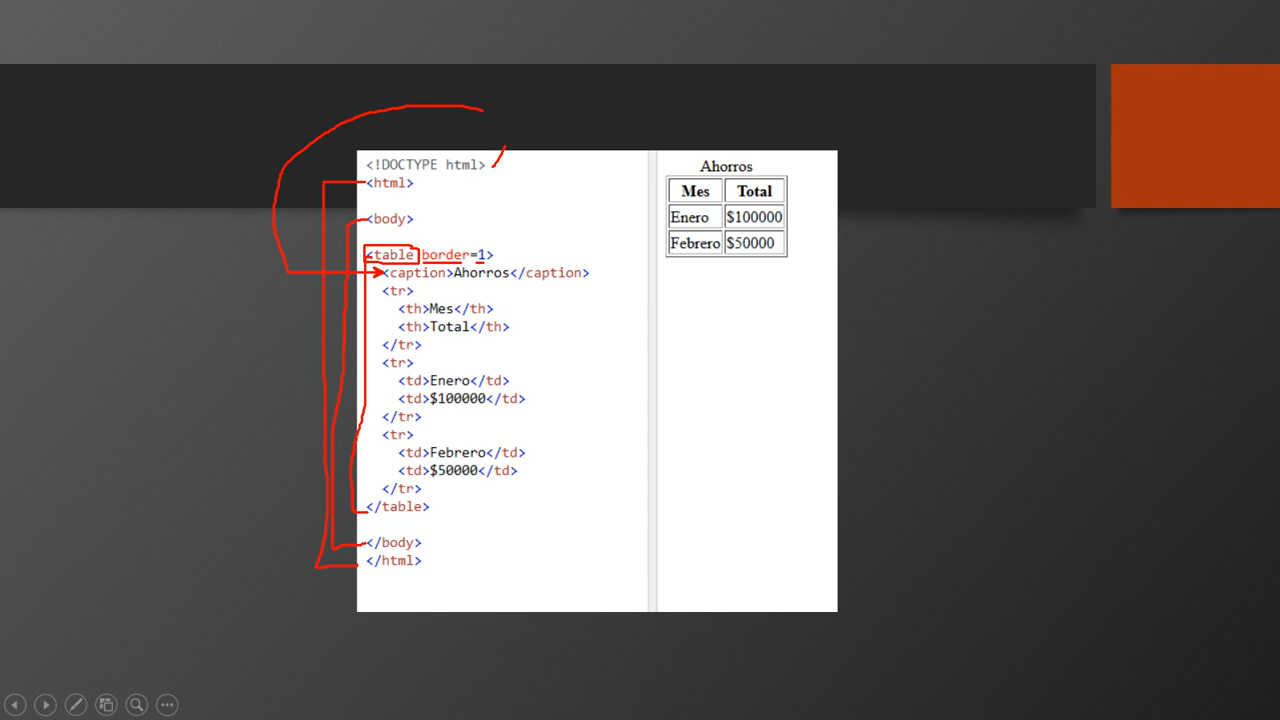 <!DOCTYPE html>
<html>
<body>
<table border=1>
<caption>Ahorros</caption>
<tr>
<th>Mes</th>
<th>Total</th>
</tr>
<tr>
<td>Enero</td>
<td>$100000</td>
</tr>
<tr>
<td>Febrero</td>
<td>$50000</td>
</tr>
</table>
</body>
</html>
Ahorros
Mes Total
Enero $100000
Febrero $50000